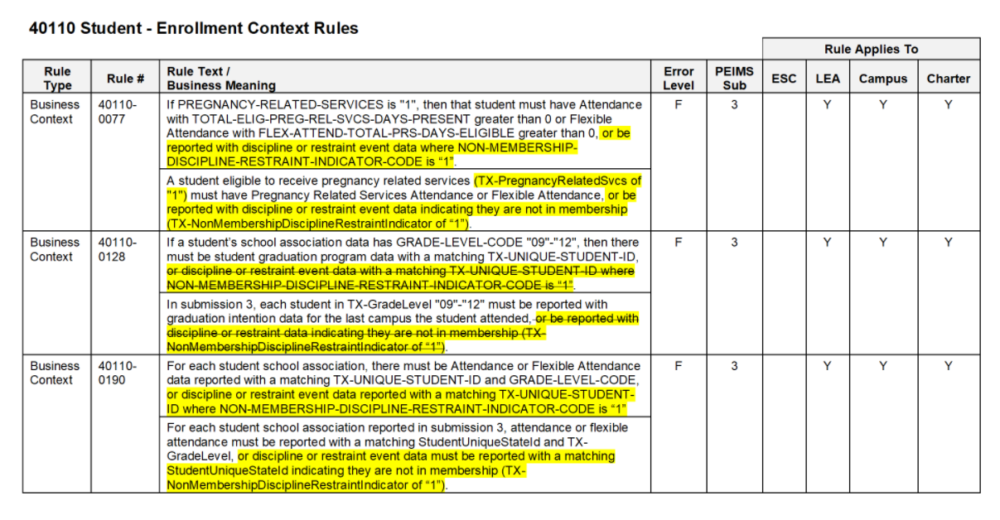 40110 Student - Enrollment Context Rules
Rule Applies To
Rule Type
Rule #
Rule Text /
Business Meaning
Error Level
PEIMS Sub
ESC
LEA
Campus
Charter
Business Context
40110-0077
If PREGNANCY-RELATED-SERVICES is "1", then that student must have Attendance
with TOTAL-ELIG-PREG-REL-SVCS-DAYS-PRESENT greater than 0 or Flexible
Attendance with FLEX-ATTEND-TOTAL-PRS-DAYS-ELIGIBLE greater than 0, or be
reported with discipline or restraint event data where NON-MEMBERSHIP-
DISCIPLINE-RESTRAINT-INDICATOR-CODE is “1”.
F
3
Y
Y
Y
A student eligible to receive pregnancy related services (TX-PregnancyRelatedSvcs of
"1") must have Pregnancy Related Services Attendance or Flexible Attendance, or be
reported with discipline or restraint event data indicating they are not in membership
(TX-NonMembershipDisciplineRestraintIndicator of “1”).
Business Context
40110-0128
If a student’s school association data has GRADE-LEVEL-CODE "09"-"12", then there
must be student graduation program data with a matching TX-UNIQUE-STUDENT-ID,
or discipline or restraint event data with a matching TX-UNIQUE-STUDENT-ID where
NON-MEMBERSHIP-DISCIPLINE-RESTRAINT-INDICATOR-CODE is “1”.
F
3
Y
Y
Y
In submission 3, each student in TX-GradeLevel "09"-"12" must be reported with
graduation intention data for the last campus the student attended, or be reported with
discipline or restraint data indicating they are not in membership (TX-
NonMembershipDisciplineRestraintIndicator of “1”).
Business Context
40110-0190
For each student school association, there must be Attendance or Flexible Attendance
data reported with a matching TX-UNIQUE-STUDENT-ID and GRADE-LEVEL-CODE,
or discipline or restraint event data reported with a matching TX-UNIQUE-STUDENT-
ID where NON-MEMBERSHIP-DISCIPLINE-RESTRAINT-INDICATOR-CODE is “1”
F
3
Y
Y
Y
For each student school association reported in submission 3, attendance or flexible
attendance must be reported with a matching StudentUniqueStateId and TX-
GradeLevel, or discipline or restraint event data must be reported with a matching
StudentUniqueStateId indicating they are not in membership (TX-
NonMembershipDisciplineRestraintIndicator of “1”).